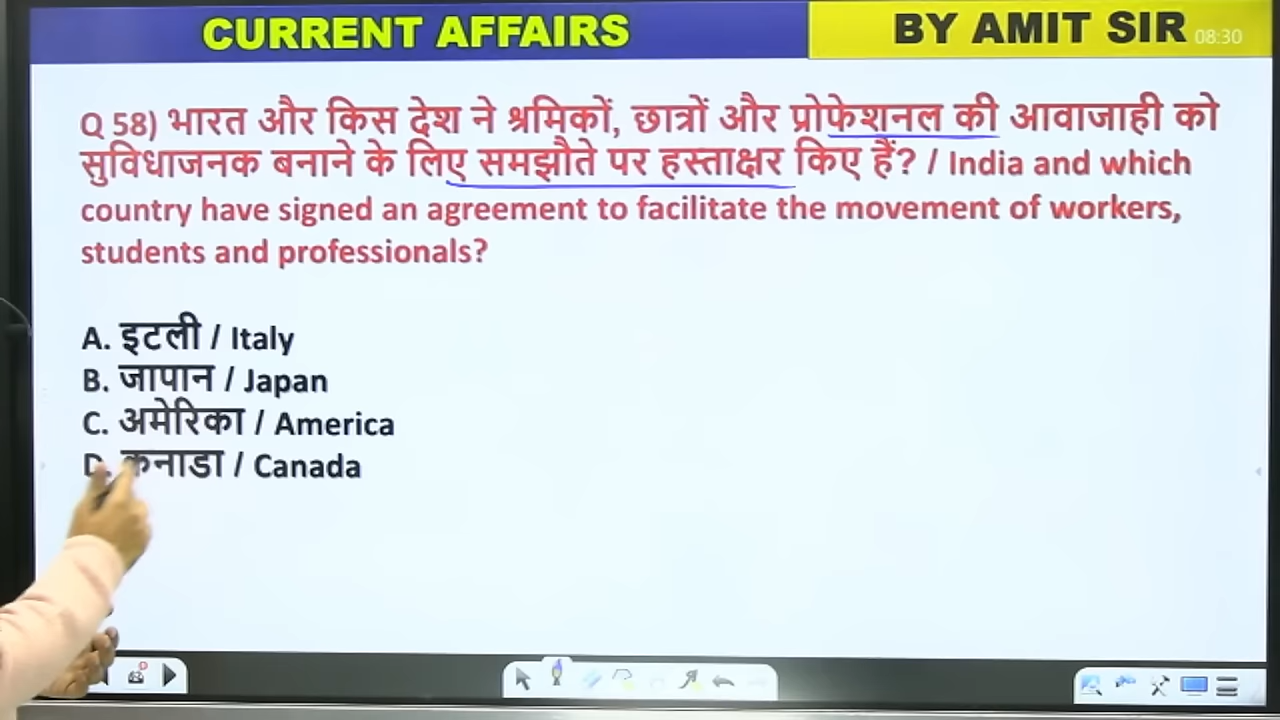 CURRENT AFFAIRS
BY AMIT SIR
08:30
Q 58) भारत और किस देश ने श्रमिकों, छात्रों और प्रोफेशनल की आवाजाही को
सुविधाजनक बनाने के लिए समझौते पर हस्ताक्षर किए हैं? / India and which
country have signed an agreement to facilitate the movement of workers,
students and professionals?
A. इटली / Italy
B. जापान / Japan
C. अमेरिका / America
D. कनाडा / Canada